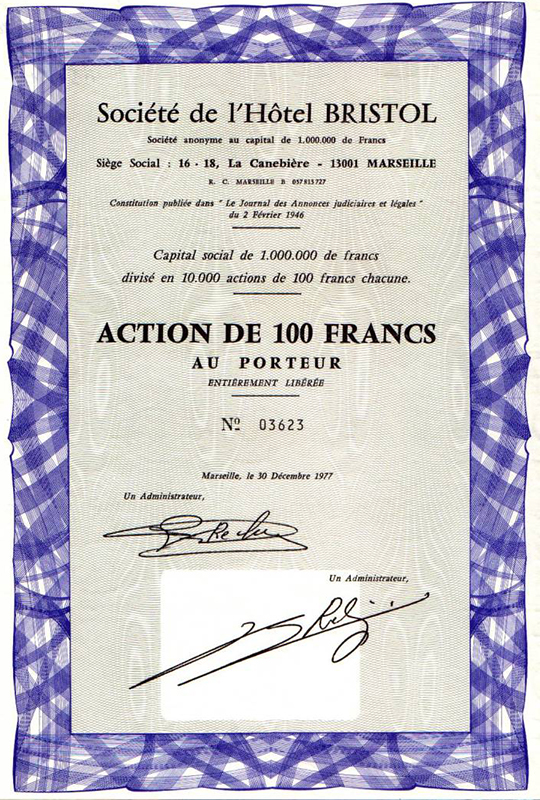 Société de l'Hôtel BRISTOL
Société anonyme au capital de 1.000.000 de Francs
Siège Social : 16 - 18, La Canebière - 13001 MARSEILLE
R. C. MARSEILLE B 057813727
Constitution publiée dans " Le Journal des Annonces judiciaires et légales "
du 2 Février 1946
Capital social de 1.000.000 de francs
divisé en 10.000 actions de 100 francs chacune.
ACTION DE 100 FRANCS
AU PORTEUR
ENTIÈREMENT LIBÉRÉE
Nº 03623
Marseille, le 30 Décembre 1977
Un Administrateur,
Un Administrateur,